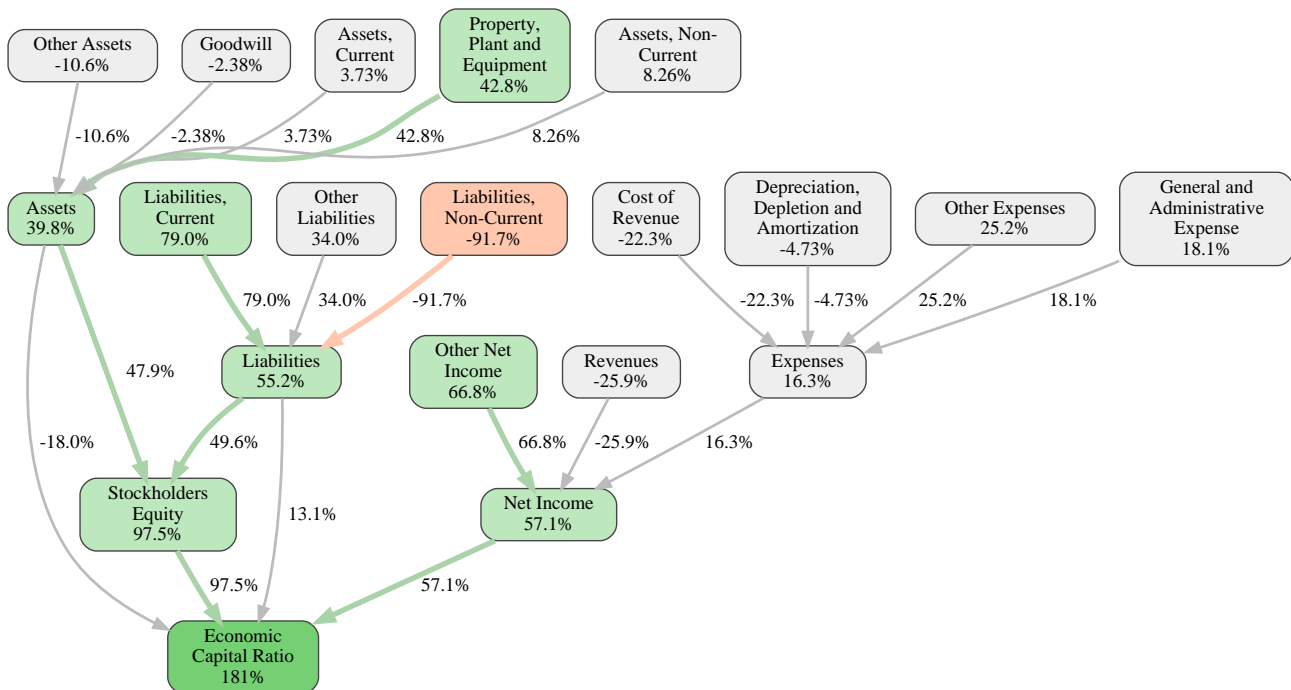 Other Assets
-10.6%
Goodwill
-2.38%
Assets,
Current
3.73%
Property,
Plant and
Equipment
42.8%
Assets, Non-
Current
8.26%
-10.6%
-2.38%
3.73%
42.8%
8.26%
Assets
39.8%
Liabilities,
Current
79.0%
Other
Liabilities
34.0%
Liabilities,
Non-Current
-91.7%
Cost of
Revenue
-22.3%
Depreciation,
Depletion and
Amortization
-4.73%
Other Expenses
25.2%
General and
Administrative
Expense
18.1%
79.0%
34.0%
-91.7%
-22.3%
-4.73%
25.2%
18.1%
47.9%
Liabilities
55.2%
Other Net
Income
66.8%
Revenues
-25.9%
Expenses
16.3%
-18.0%
49.6%
66.8%
-25.9%
16.3%
Stockholders
Equity
97.5%
13.1%
Net Income
57.1%
97.5%
57.1%
Economic
Capital Ratio
181%